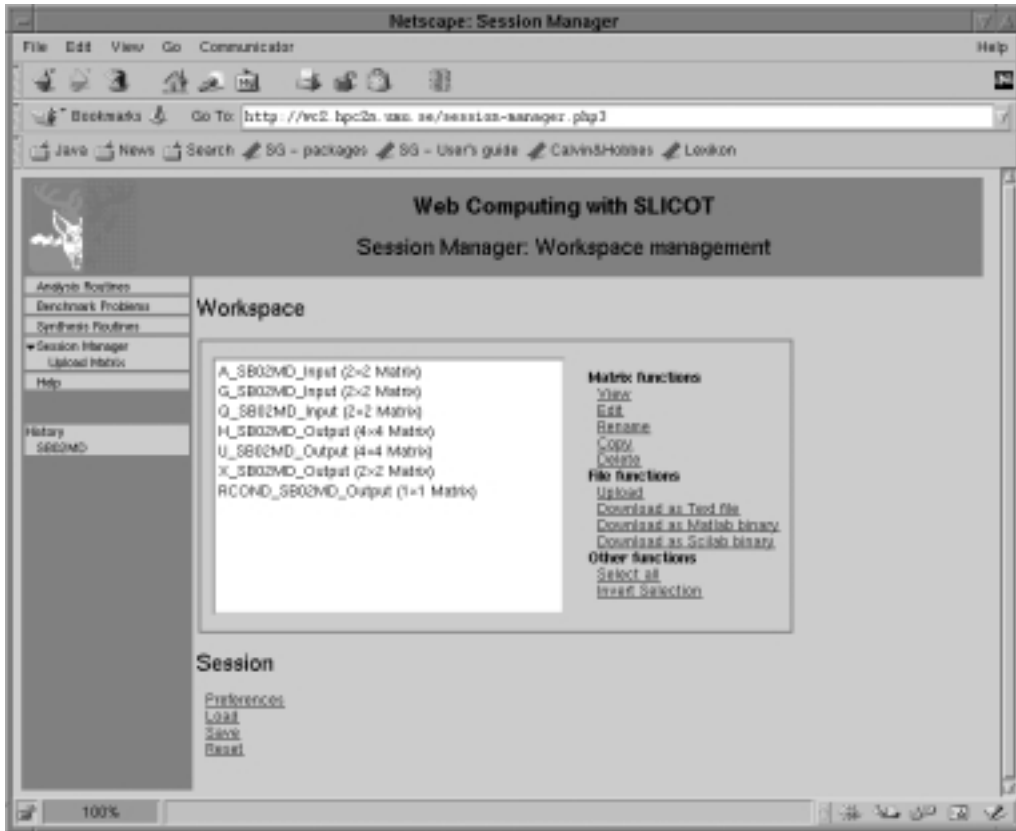 Netscape: Session Manager
File Edit View Go Communicator Help
Bookmarks Go To: http://vc2.hpc2n.umu.se/session-manager.php3
Java News Search SG - packages SG - User's guide Calvin&Hobbes Lexikon
Web Computing with SLICOT
Session Manager: Workspace management
Analysis Routines
Benchmark Problems
Synthesis Routines
Session Manager
Upload Matrix
Help
History
SB02MD
Workspace
A_SB02MD_Input (2×2 Matrix)
G_SB02MD_Input (2×2 Matrix)
Q_SB02MD_Input (2×2 Matrix)
H_SB02MD_Output (4×4 Matrix)
U_SB02MD_Output (4×4 Matrix)
X_SB02MD_Output (2×2 Matrix)
RCOND_SB02MD_Output (1×1 Matrix)
Matrix functions
View
Edit
Rename
Copy
Delete
File functions
Upload
Download as Text file
Download as Matlab binary
Download as Scilab binary
Other functions
Select all
Invert Selection
Session
Preferences
Load
Save
Reset
100%